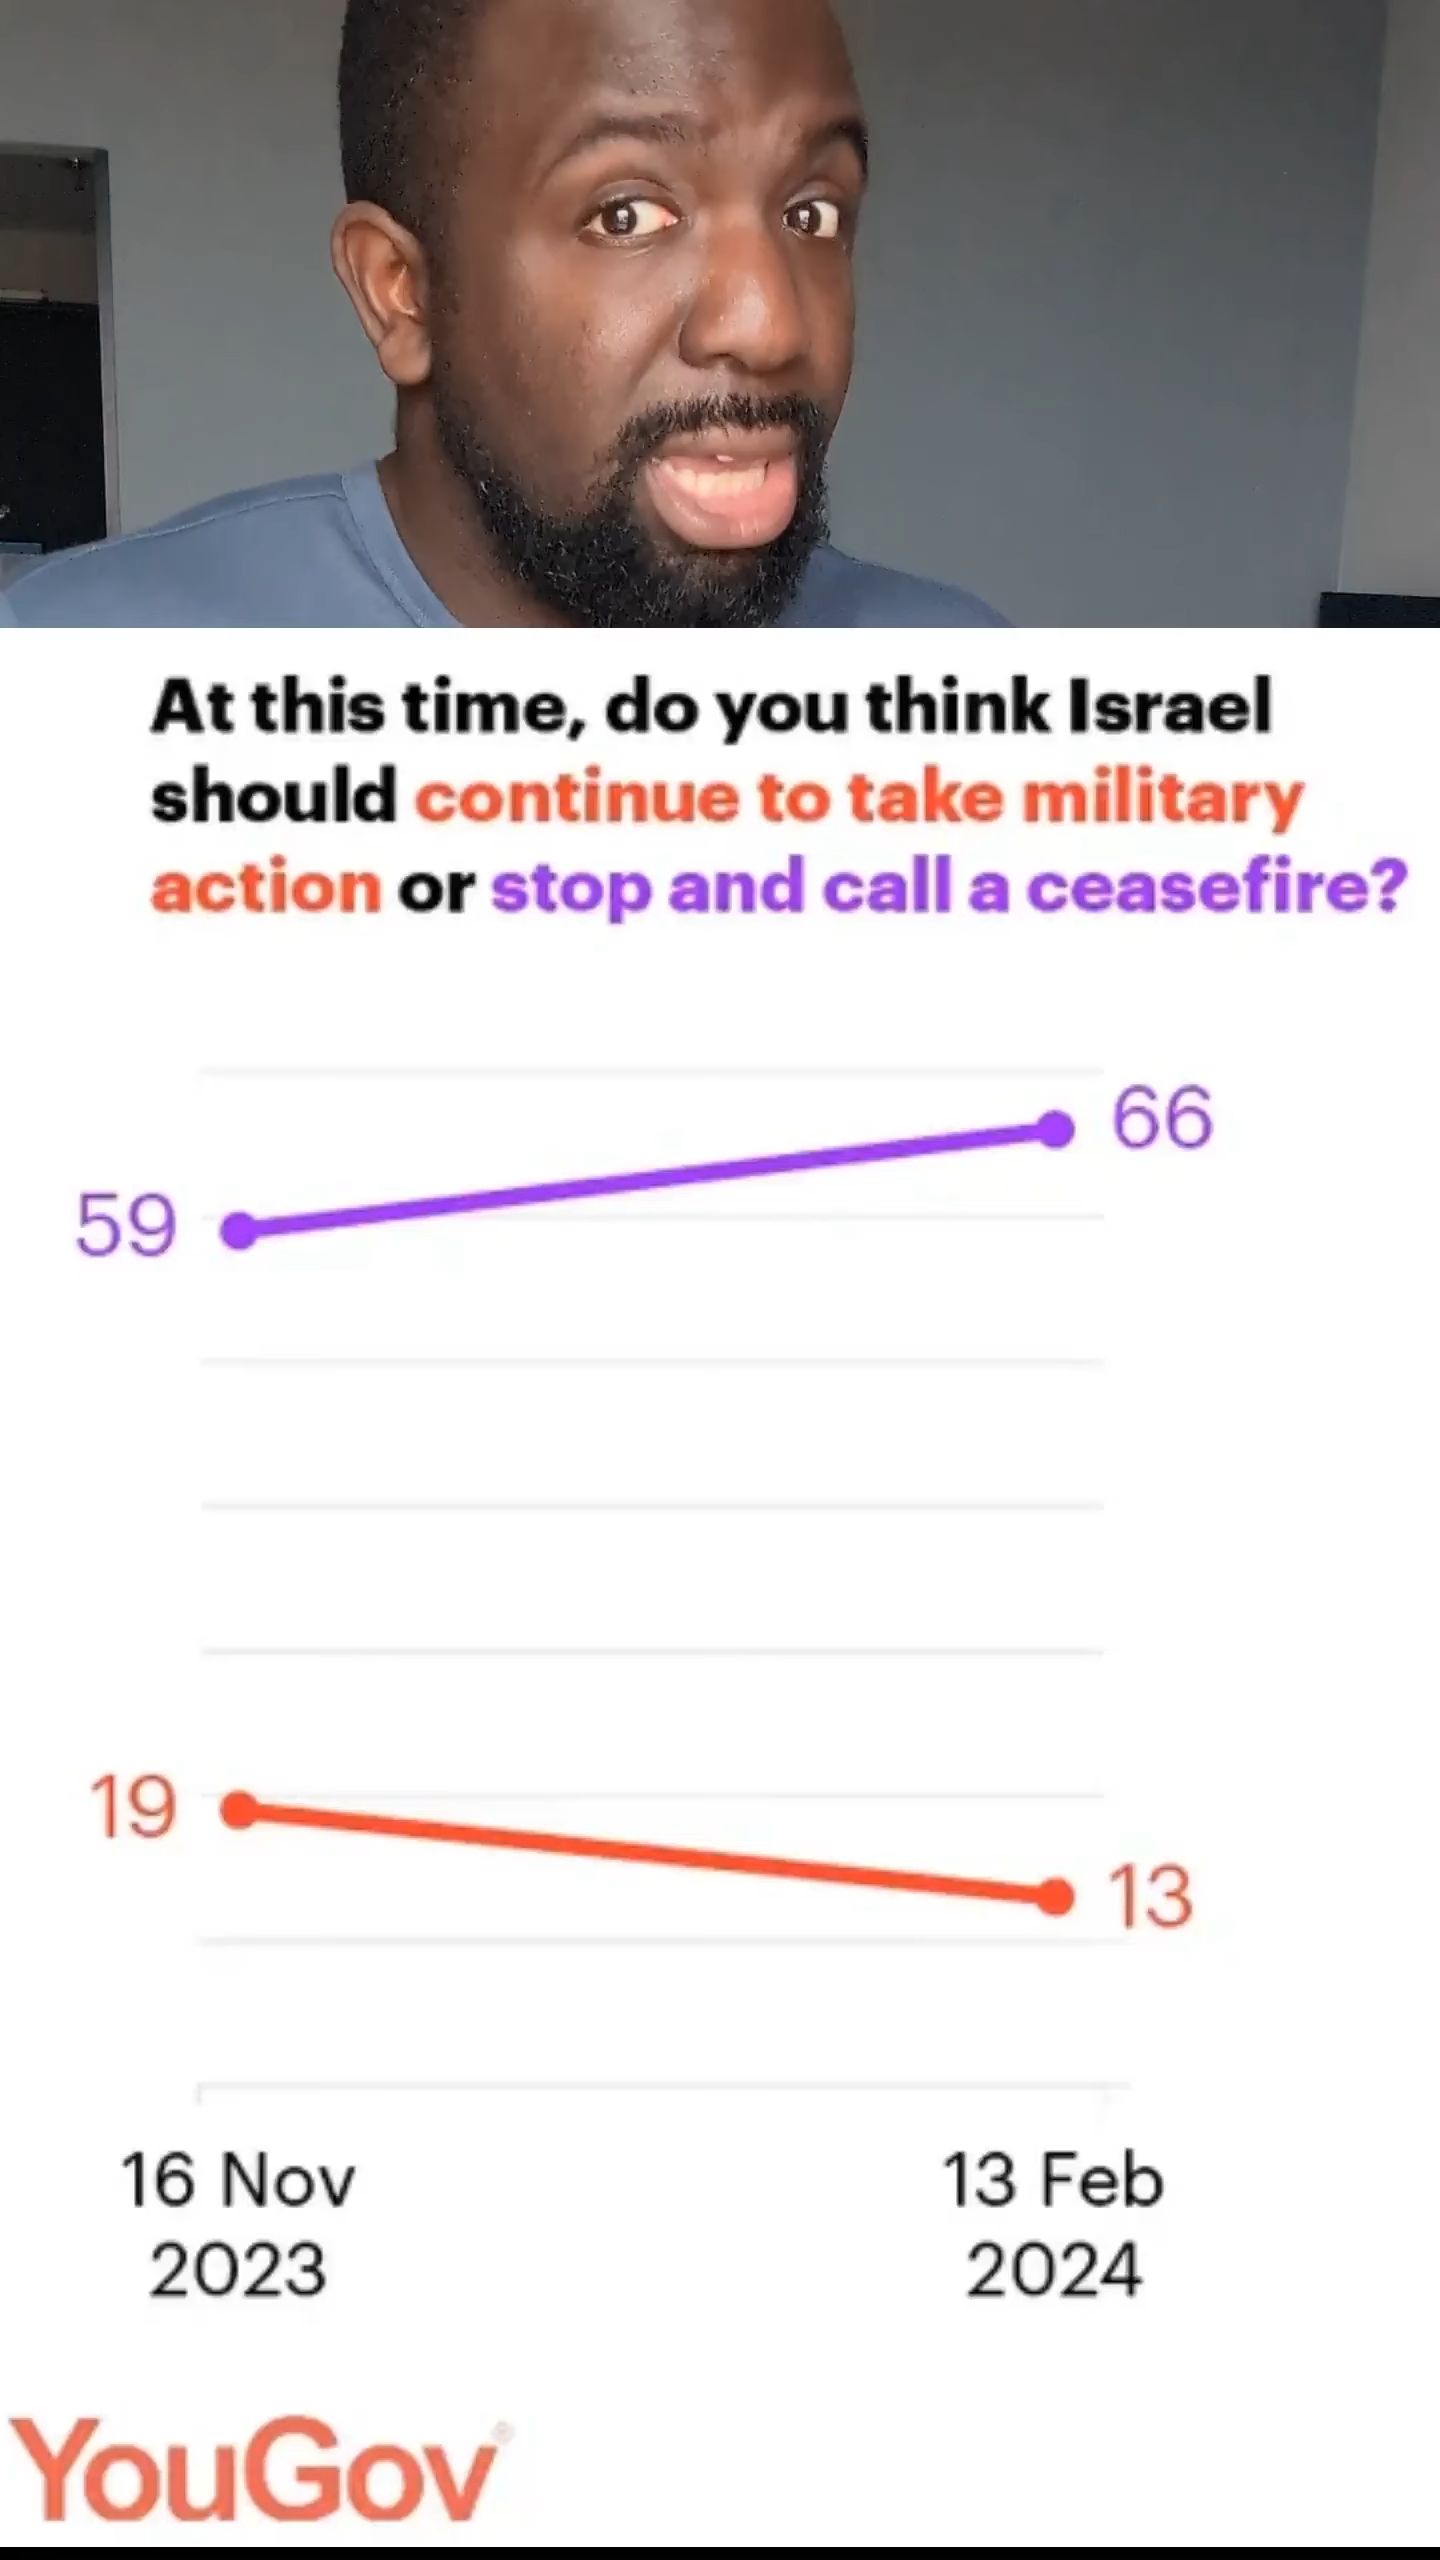 At this time, do you think Israel
should continue to take military
action or stop and call a ceasefire?
66
59
19
13
16 Nov
2023
13 Feb
2024
YouGov